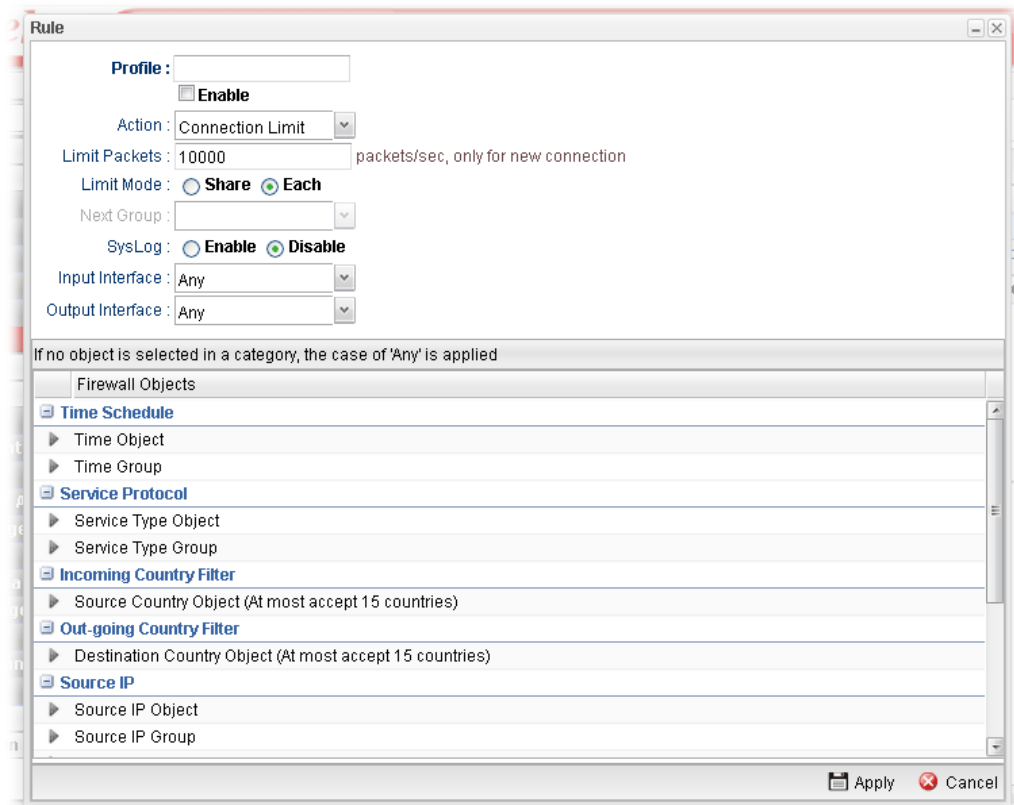 Rule
Profile :
Enable
Action : Connection Limit
Limit Packets : 10000 packets/sec, only for new connection
Limit Mode : Share Each
Next Group :
SysLog : Enable Disable
Input Interface : Any
Output Interface : Any
If no object is selected in a category, the case of 'Any' is applied
Firewall Objects
Time Schedule
Time Object
Time Group
Service Protocol
Service Type Object
Service Type Group
Incoming Country Filter
Source Country Object (At most accept 15 countries)
Out-going Country Filter
Destination Country Object (At most accept 15 countries)
Source IP
Source IP Object
Source IP Group
Apply Cancel